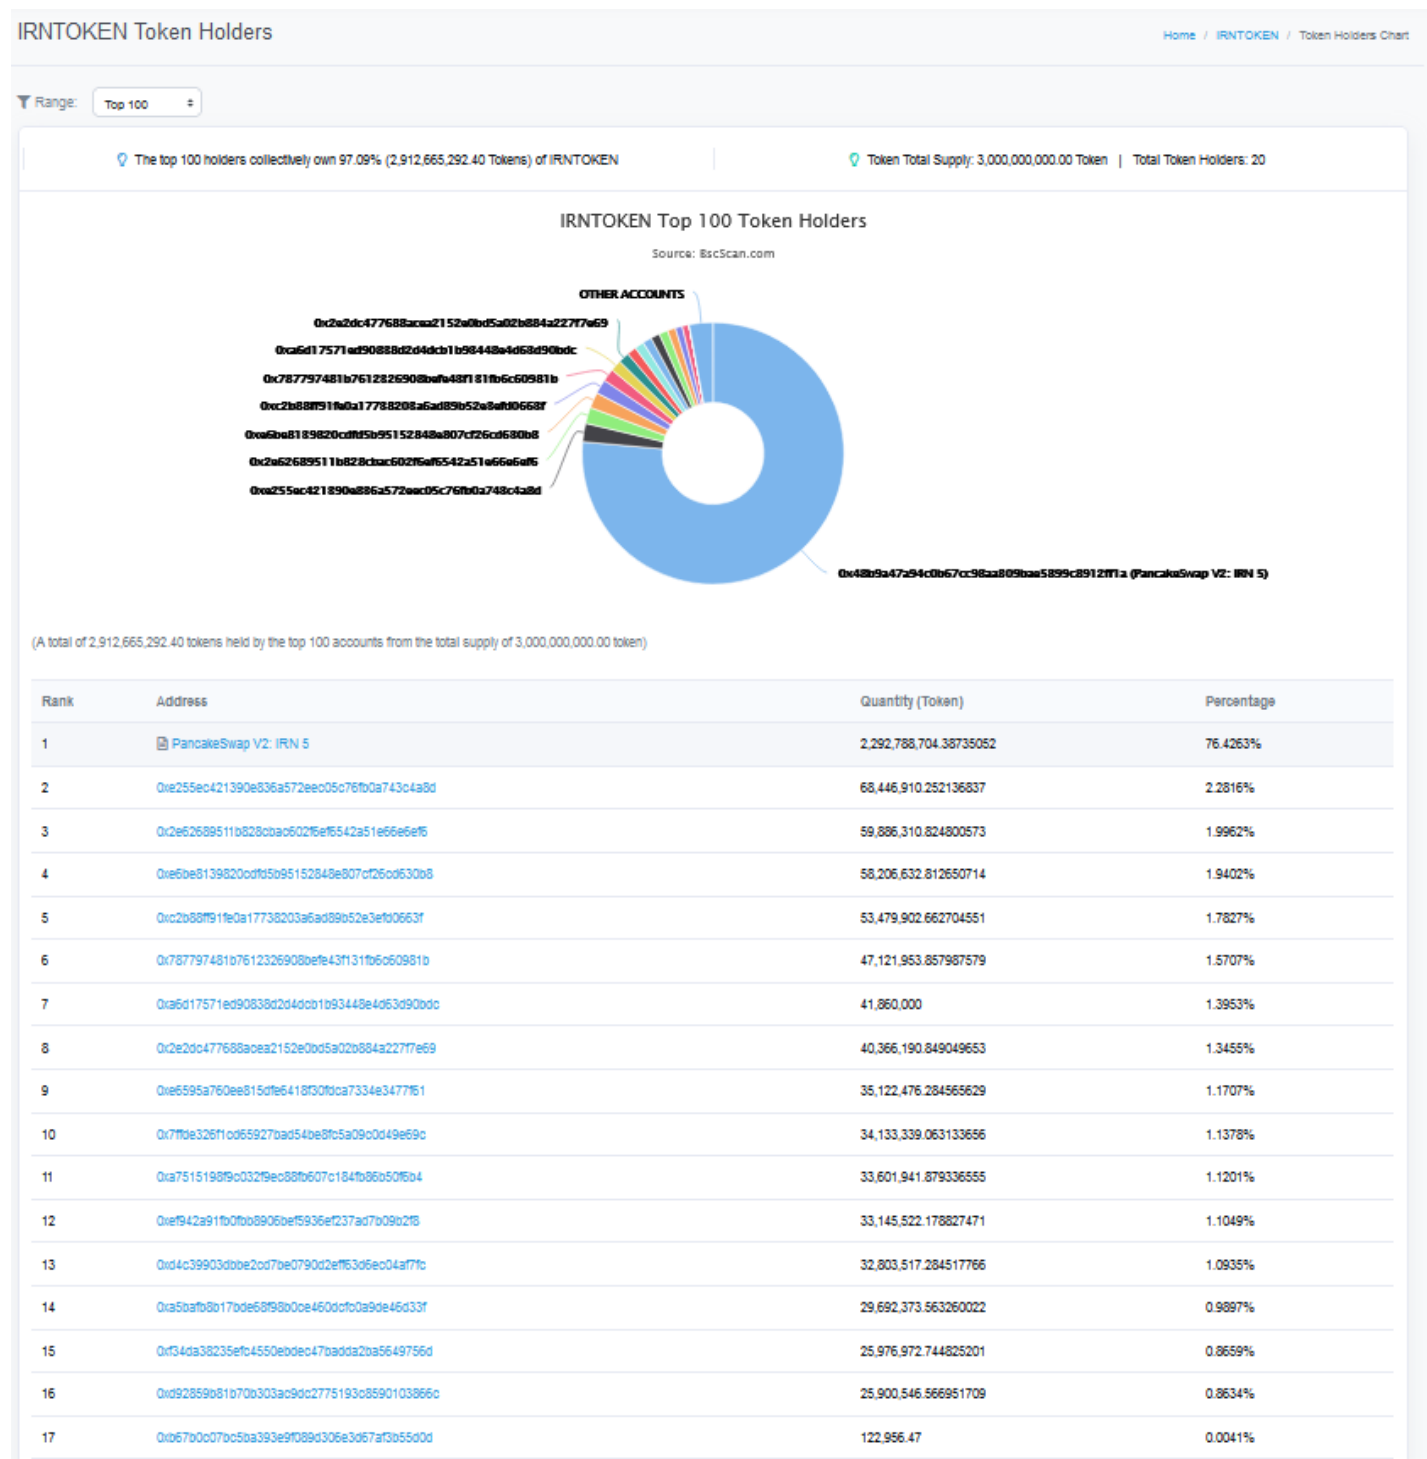 IRNTOKEN Token Holders
Home / IRNTOKEN / Token Holders Chart
Range: Top 100
The top 100 holders collectively own 97.09% (2,912,665,292.40 Tokens) of IRNTOKEN
Token Total Supply: 3,000,000,000.00 Token | Total Token Holders: 20
IRNTOKEN Top 100 Token Holders
Source: BscScan.com
OTHER ACCOUNTS
0x2e2dc477688acea2152e0bd5a02b884a227f7e69
0xa6d17571ed90838d2d4dcb1b93448e4d63d90bdc
0x787797481b7612326908befe43f131fb6c60981b
0xc2b88ff91fe0a17738203a6ad89b52e3efd0663f
0xe6be8139820cdfd5b95152848e807cf26cd630b8
0x2e62689511b828cbac602f6ef6542a51e66e6ef6
0xe255ec421390e836a572eec05c76fb0a743c4a8d
0x48b9a47a94c0b67cc98aa809bae5899c8912ff1a (PancakeSwap V2: IRN 5)
(A total of 2,912,665,292.40 tokens held by the top 100 accounts from the total supply of 3,000,000,000.00 token)
Rank Address Quantity (Token) Percentage
1 PancakeSwap V2: IRN 5 2,292,788,704.38735052 76.4263%
2 0xe255ec421390e836a572eec05c76fb0a743c4a8d 68,446,910.252136837 2.2816%
3 0x2e62689511b828cbac602f6ef6542a51e66e6ef6 59,886,310.824800573 1.9962%
4 0xe6be8139820cdfd5b95152848e807cf26cd630b8 58,206,632.812650714 1.9402%
5 0xc2b88ff91fe0a17738203a6ad89b52e3efd0663f 53,479,902.662704551 1.7827%
6 0x787797481b7612326908befe43f131fb6c60981b 47,121,953.857987579 1.5707%
7 0xa6d17571ed90838d2d4dcb1b93448e4d63d90bdc 41,860,000 1.3953%
8 0x2e2dc477688acea2152e0bd5a02b884a227f7e69 40,366,190.849049653 1.3455%
9 0xe6595a760ee815dfe6418f30fdca7334e3477f61 35,122,476.284565629 1.1707%
10 0x7ffde326f1cd65927bad54be8fc5a09c0d49e69c 34,133,339.063133656 1.1378%
11 0xa7515198f9c032f9ec88fb607c184fb86b50f6b4 33,601,941.879336555 1.1201%
12 0xef942a91fb0fbb8906bef5936ef237ad7b09b2f8 33,145,522.178827471 1.1049%
13 0xd4c39903dbbe2cd7be0790d2eff63d6ec04af7fc 32,803,517.284517766 1.0935%
14 0xa5bafb8b17bde68f98b0ce460dcfc0a9de46d33f 29,692,373.563260022 0.9897%
15 0xf34da38235efc4550ebdec47badda2ba5649756d 25,976,972.744825201 0.8659%
16 0xd92859b81b70b303ac9dc2775193c8590103866c 25,900,546.566951709 0.8634%
17 0xb67b0c07bc5ba393e9f089d306e3d67af3b55d0d 122,956.47 0.0041%